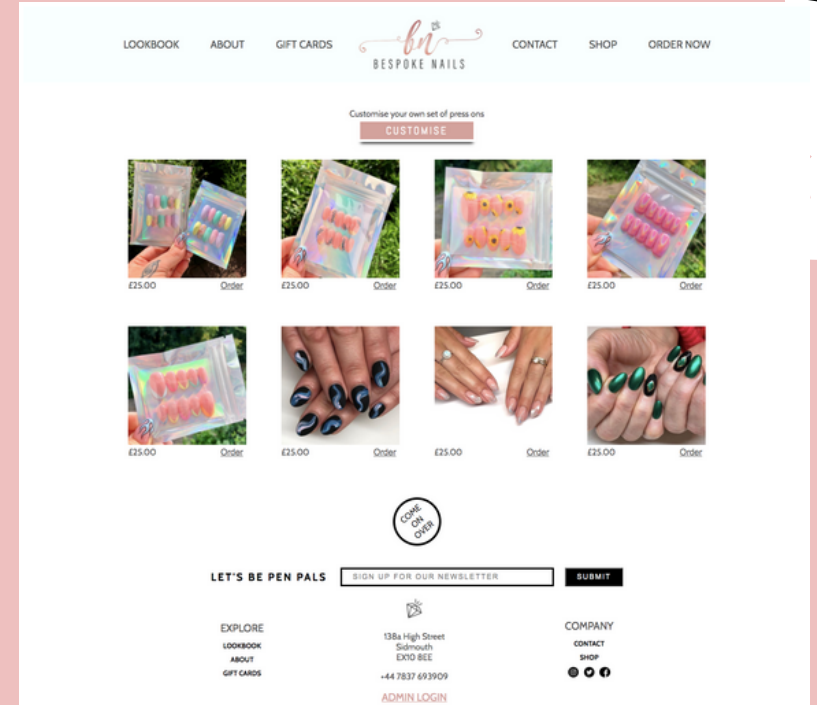 LOOKBOOK ABOUT GIFT CARDS bn CONTACT SHOP ORDER NOW
BESPOKE NAILS
Customise your own set of press ons
CUSTOMISE
£25.00 Order £25.00 Order £25.00 Order £25.00 Order
£25.00 Order £25.00 Order £25.00 Order £25.00 Order
COME
ON
OVER
LET'S BE PEN PALS SIGN UP FOR OUR NEWSLETTER SUBMIT
EXPLORE
LOOKBOOK
ABOUT
GIFT CARDS
138a High Street
Sidmouth
EX10 8EE
+44 7837 693909
ADMIN LOGIN
COMPANY
CONTACT
SHOP